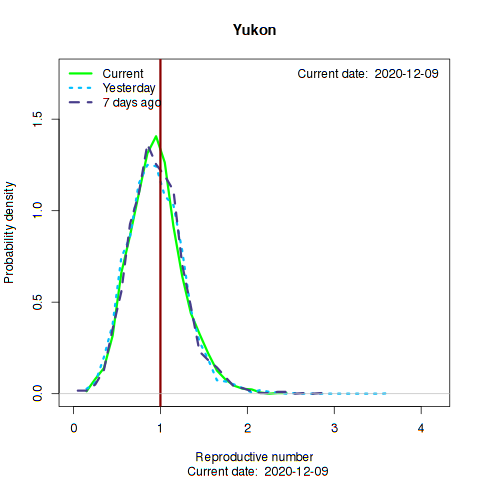 Yukon
Current
Yesterday
7 days ago
Current date:  2020-12-09
Probability density
0.0
0.5
1.0
1.5
0
1
2
3
4
Reproductive number
Current date:  2020-12-09